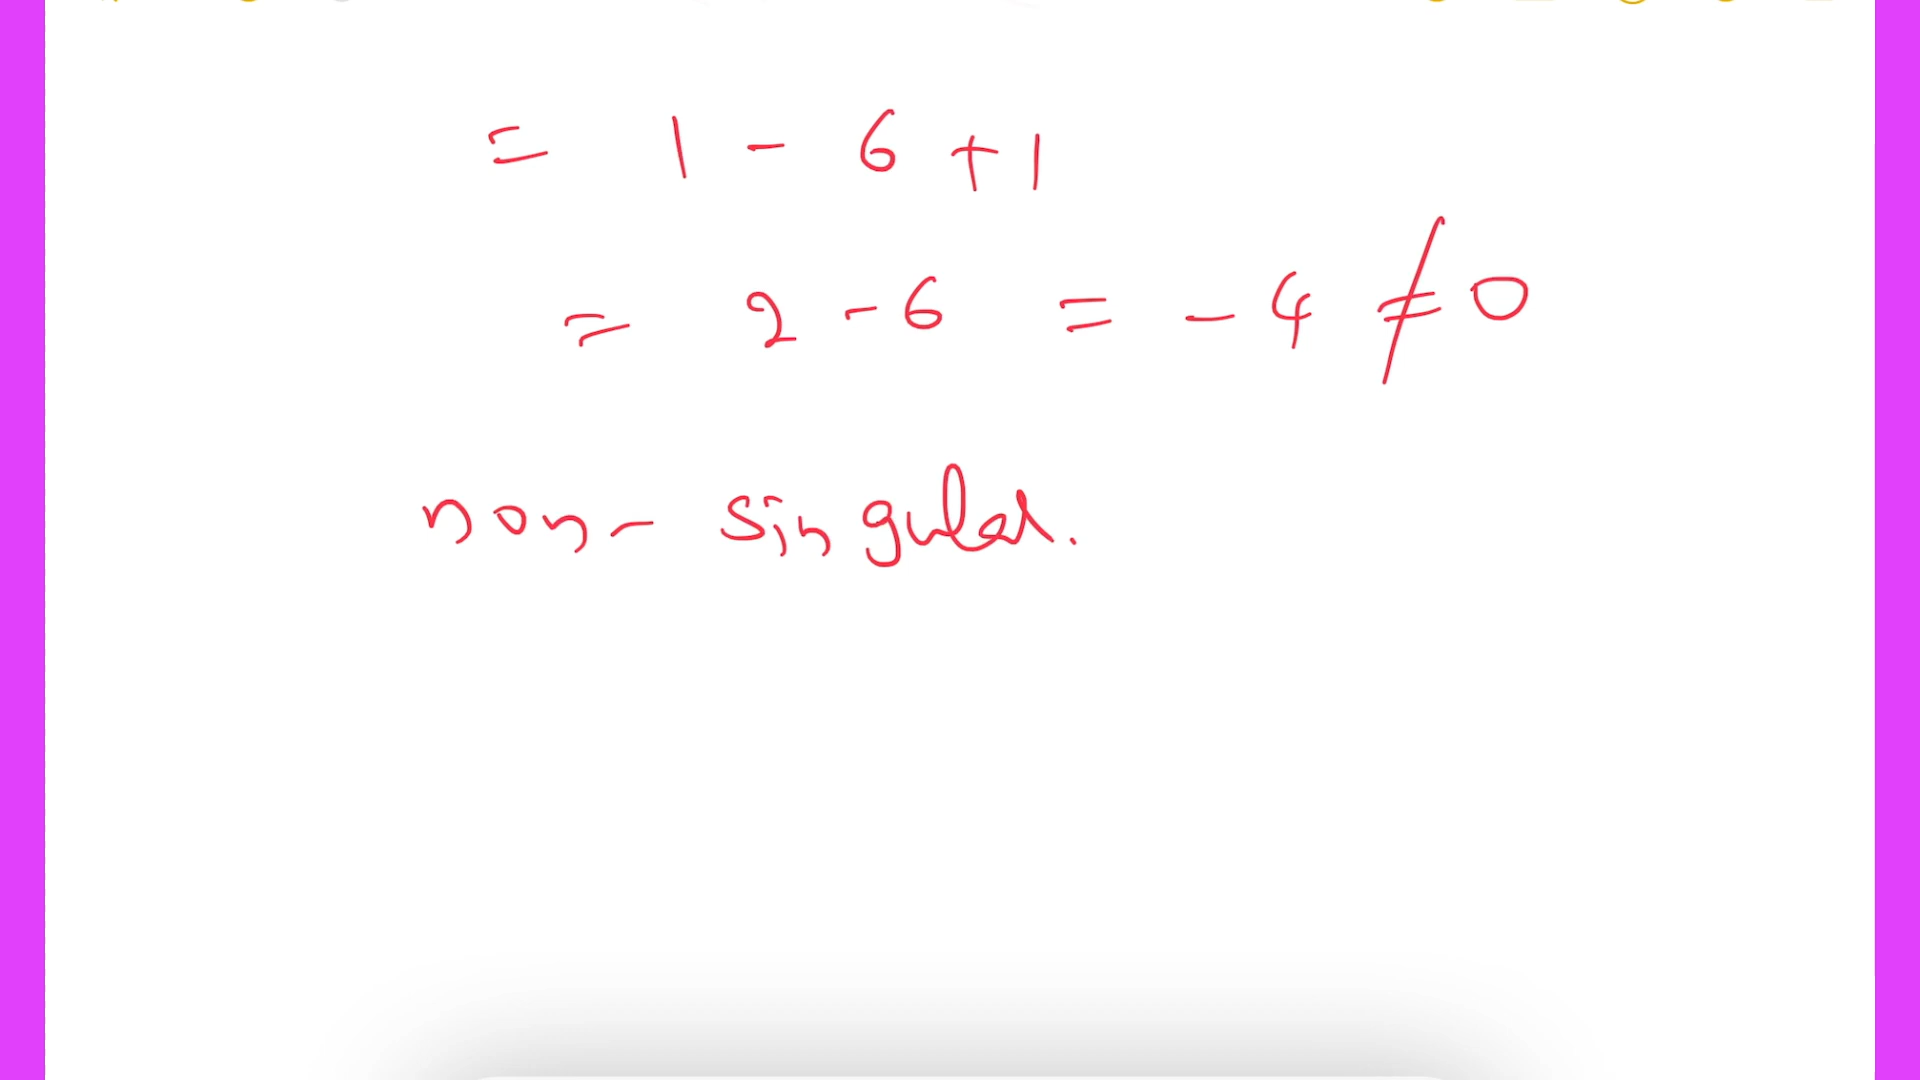 = 1 - 6 + 1
= 2 - 6 = - 4 ≠ 0
non - singular.